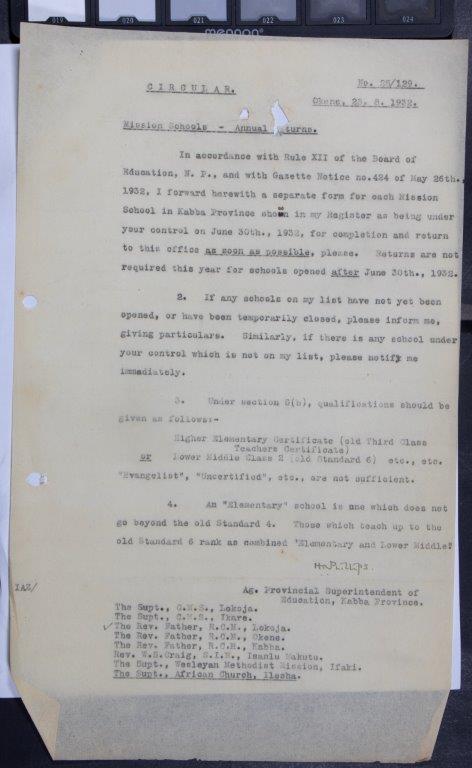 019 020 021 022 023 024
mennon
CIRCULAR.
No. 25/129.
Okene, 23. 8. 1932.
Mission Schools - Annual turns.
In accordance with Rule XII of the Board of
Education, N. P., and with Gazette Notice no.424 of May 26th.,
1932, I forward herewith a separate form for each Mission
School in Kabba Province shown in my Register as being under
your control on June 30th., 1932, for completion and return
to this office as soon as possible, please. Returns are not
required this year for schools opened after June 30th., 1932.
2. If any schools on my list have not yet been
opened, or have been temporarily closed, please inform me,
giving particulars. Similarly, if there is any school under
your control which is not on my list, please notify me
immediately.
3. Under section G(b), qualifications should be
given as follows:-
Higher Elementary Certificate (old Third Class
Teachers Certificate)
or Lower Middle Class 2 (old Standard 6) etc., etc.
"Evangelist", "Uncertified", etc., are not sufficient.
4. An "Elementary" school is one which does not
go beyond the old Standard 4. Those which teach up to the
old Standard 6 rank as combined "Elementary and Lower Middle"
Ag. Provincial Superintendent of
Education, Kabba Province.
IAZ/
The Supt., C.M.S., Lokoja.
The Supt., C.M.S., Ikare.
The Rev. Father, R.C.M., Lokoja.
The Rev. Father, R.C.M., Okene.
The Rev. Father, R.C.M., Kabba.
Rev. W.S.Craig, S.I.M., Isanlu Makutu.
The Supt., Wesleyan Methodist Mission, Ifaki.
The Supt., African Church, Ilesha.